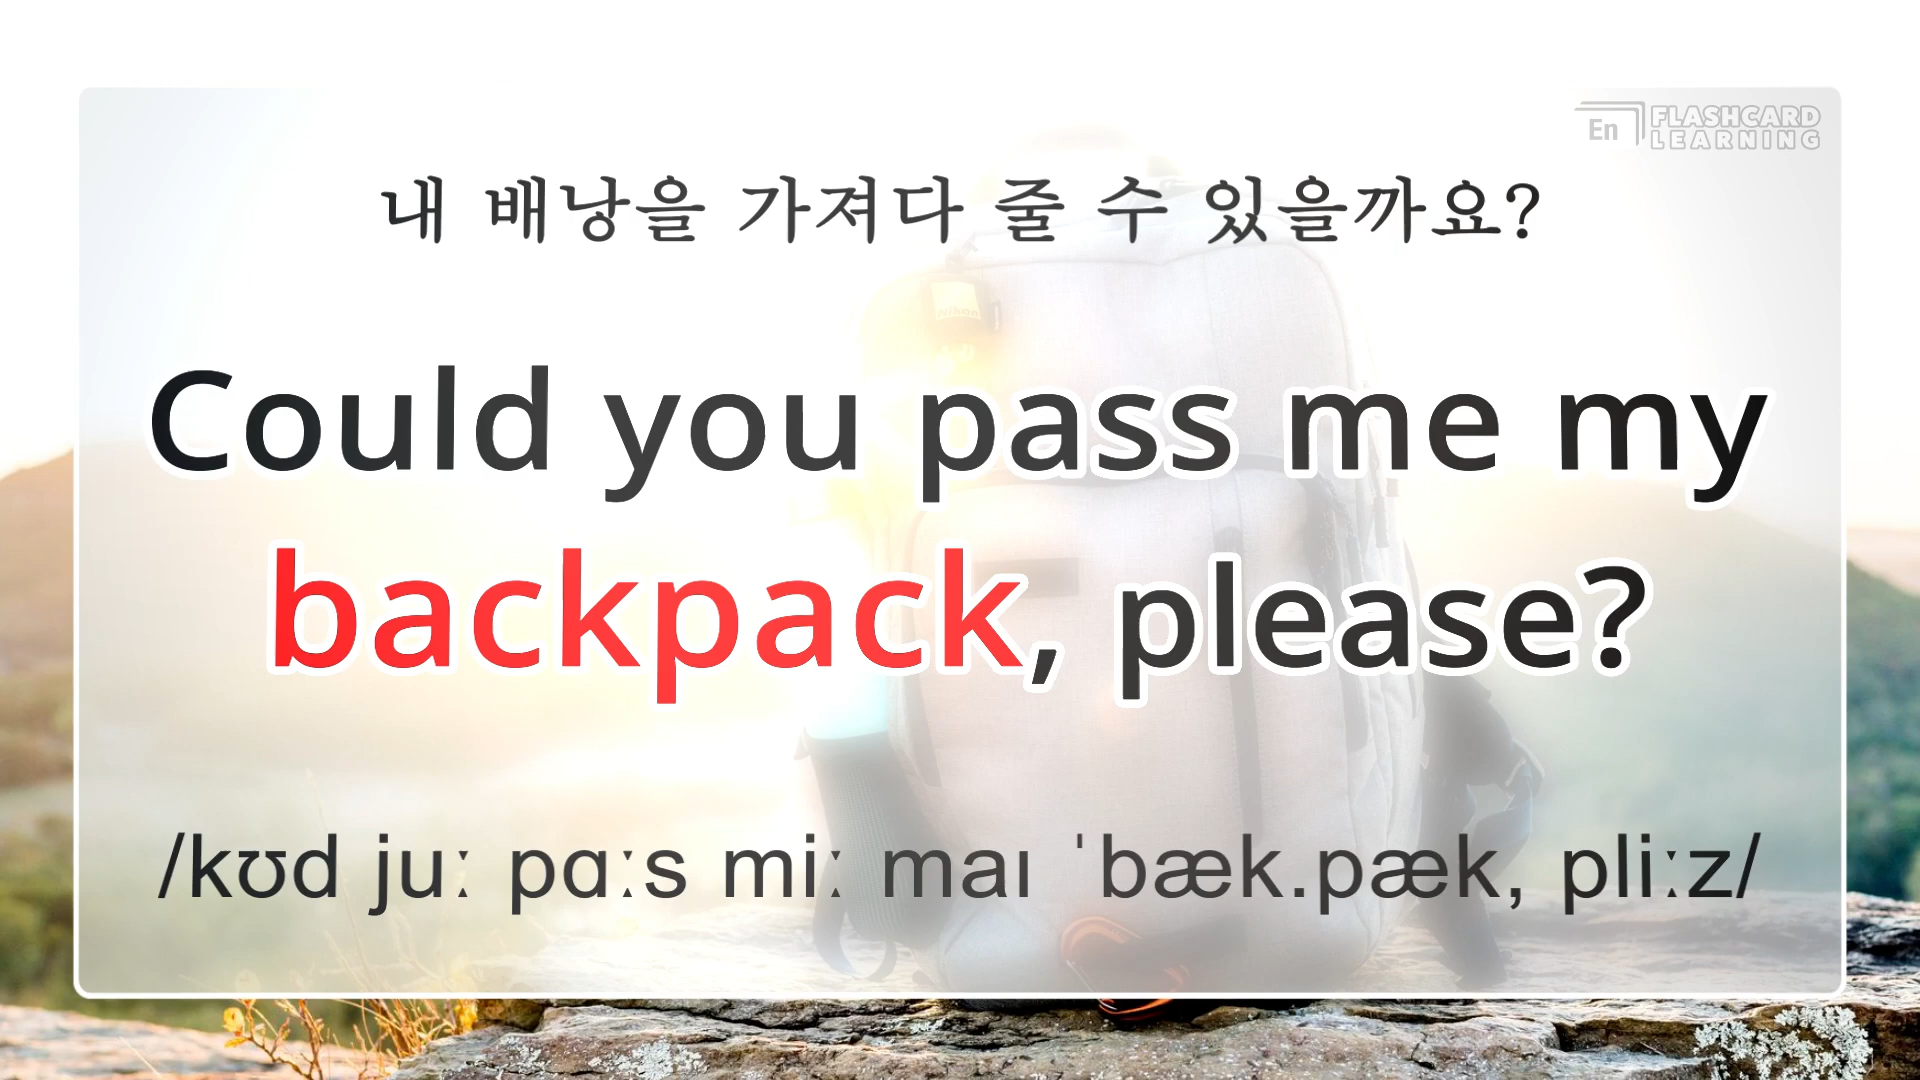 En
FLASHCARD
LEARNING
내 배낭을 가져다 줄 수 있을까요?
Nikon
Could you pass me my
backpack, please?
/kʊd juː pɑːs miː maɪ ˈbæk.pæk, pliːz/